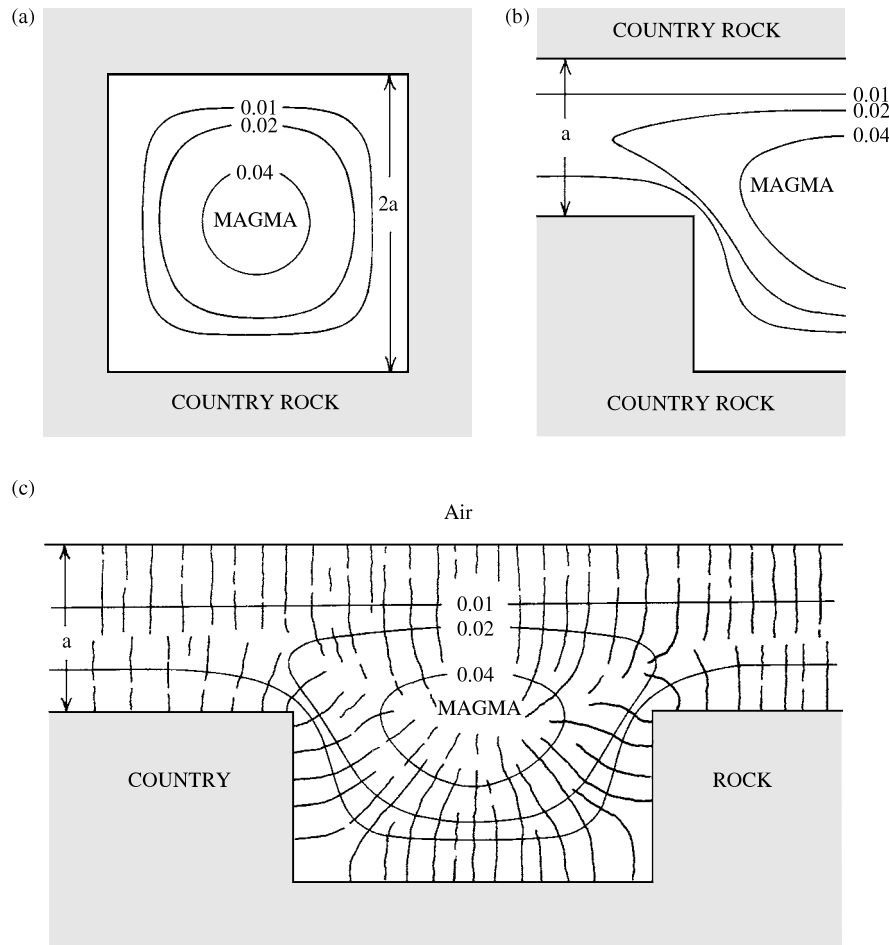 (a)
0.01
0.02
0.04
MAGMA
2a
COUNTRY ROCK
(b)
COUNTRY ROCK
0.01
0.02
0.04
a
MAGMA
COUNTRY ROCK
(c)
Air
0.01
0.02
a
0.04
MAGMA
COUNTRY ROCK